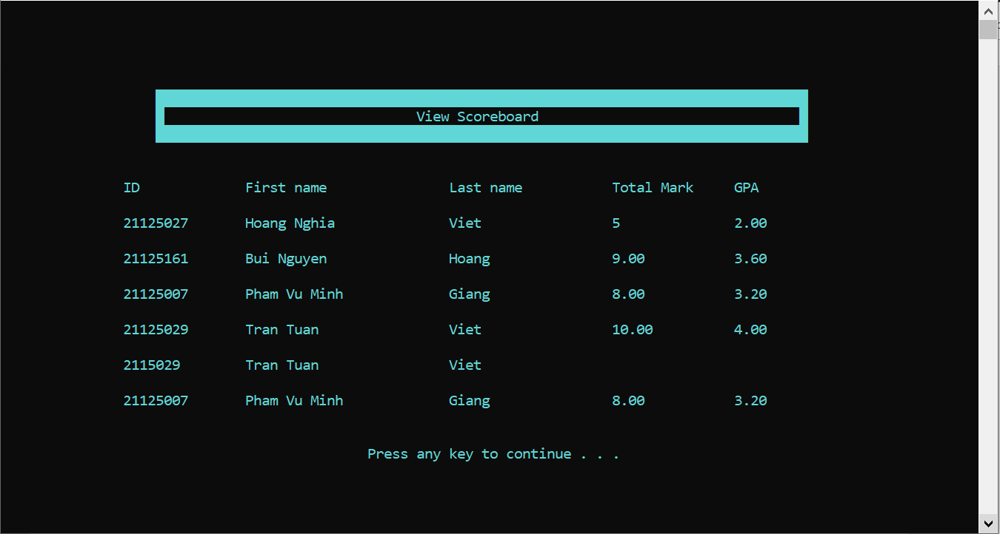 View Scoreboard
ID First name Last name Total Mark GPA
21125027 Hoang Nghia Viet 5 2.00
21125161 Bui Nguyen Hoang 9.00 3.60
21125007 Pham Vu Minh Giang 8.00 3.20
21125029 Tran Tuan Viet 10.00 4.00
2115029 Tran Tuan Viet
21125007 Pham Vu Minh Giang 8.00 3.20
Press any key to continue . . .